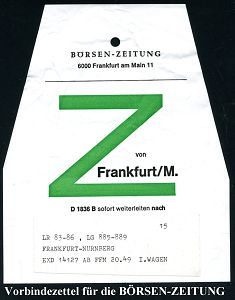 BÖRSEN-ZEITUNG
6000 Frankfurt am Main 11
Z
von
Frankfurt/M.
D 1836 B sofort weiterleiten nach
15
LR 83-86 , LG 885-889
FRANKFURT-NURNBERG
EXD 14127 AB FFM 20.49 I.WAGEN
Vorbindezettel für die BÖRSEN-ZEITUNG